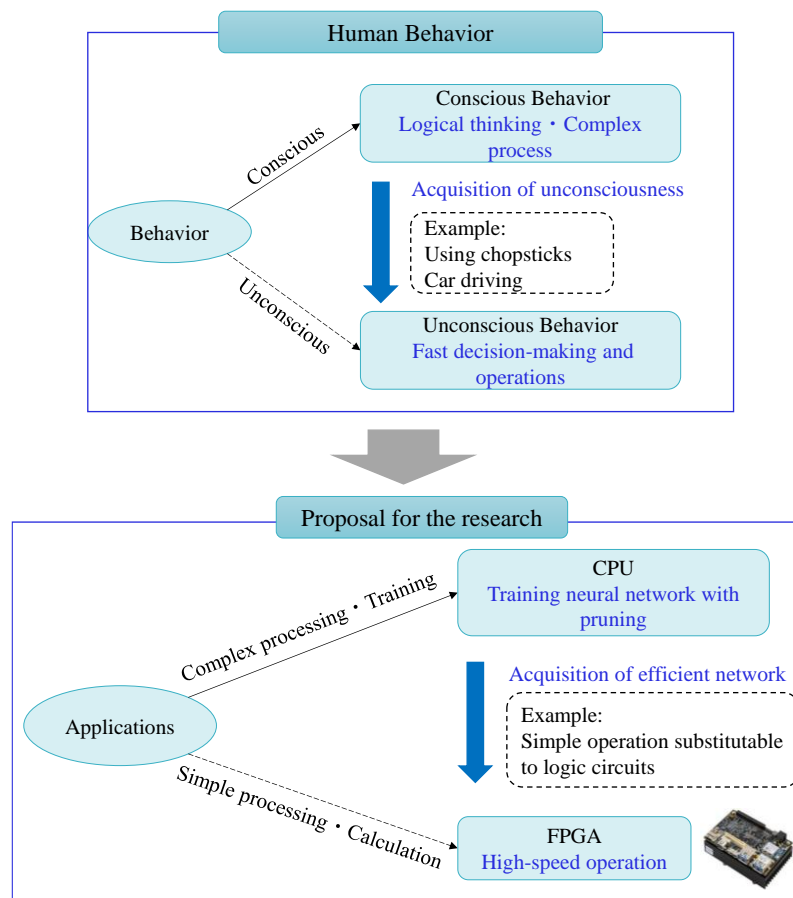 Human Behavior
Conscious Behavior
Logical thinking・Complex
process
Conscious
Acquisition of unconsciousness
Example:
Using chopsticks
Car driving
Behavior
Unconscious
Unconscious Behavior
Fast decision-making and
operations
Proposal for the research
CPU
Training neural network with
pruning
Complex processing・Training
Acquisition of efficient network
Example:
Simple operation substitutable
to logic circuits
Applications
Simple processing・Calculation
FPGA
High-speed operation